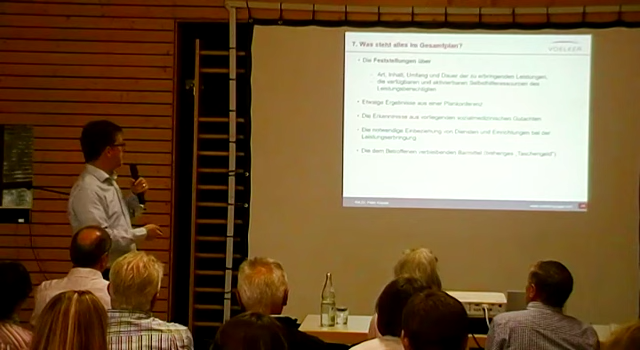 7. Was steht alles im Gesamtplan?
VOELKER
• Die Feststellungen über
- Art, Inhalt, Umfang und Dauer der zu erbringenden Leistungen,
die verfügbaren und aktivierbaren Selbsthilferessourcen des
Leistungsberechtigten
• Etwaige Ergebnisse aus einer Plankonferenz
• Die Erkenntnisse aus vorliegenden sozialmedizinischen Gutachten
• Die notwendige Einbeziehung von Diensten und Einrichtungen bei der
Leistungserbringung
• Die dem Betroffenen verbleibenden Barmittel (bisheriges „Taschengeld")